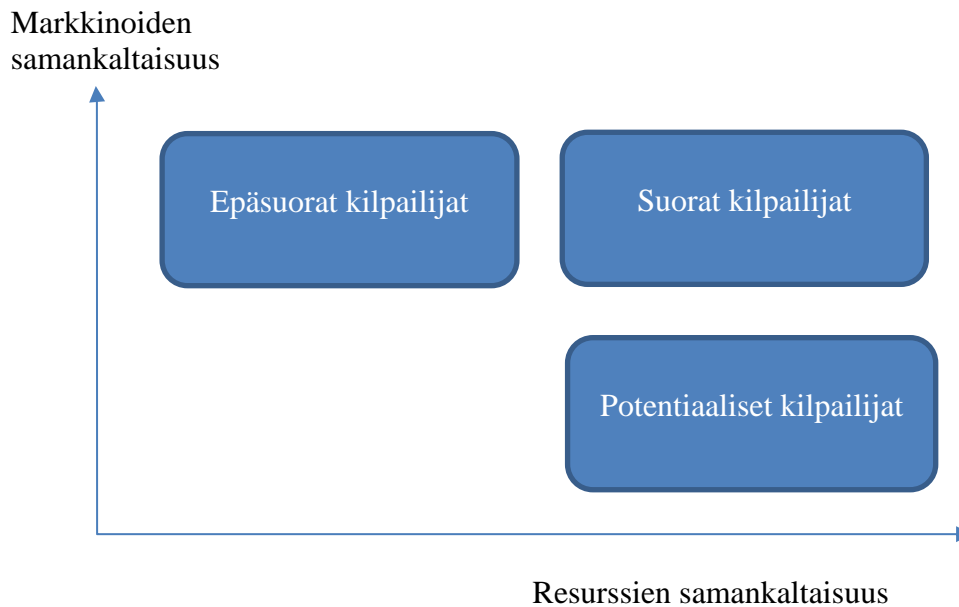 Markkinoiden
samankaltaisuus
Epäsuorat kilpailijat
Suorat kilpailijat
Potentiaaliset kilpailijat
Resurssien samankaltaisuus